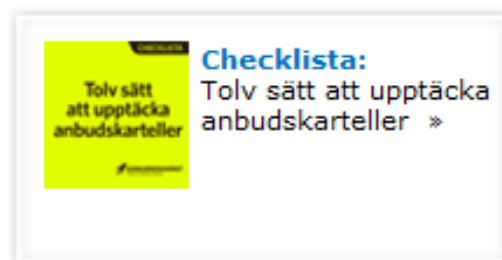 CHECKLISTA
Tolv sätt
att upptäcka
anbudskarteller
Checklista:
Tolv sätt att upptäcka
anbudskarteller »